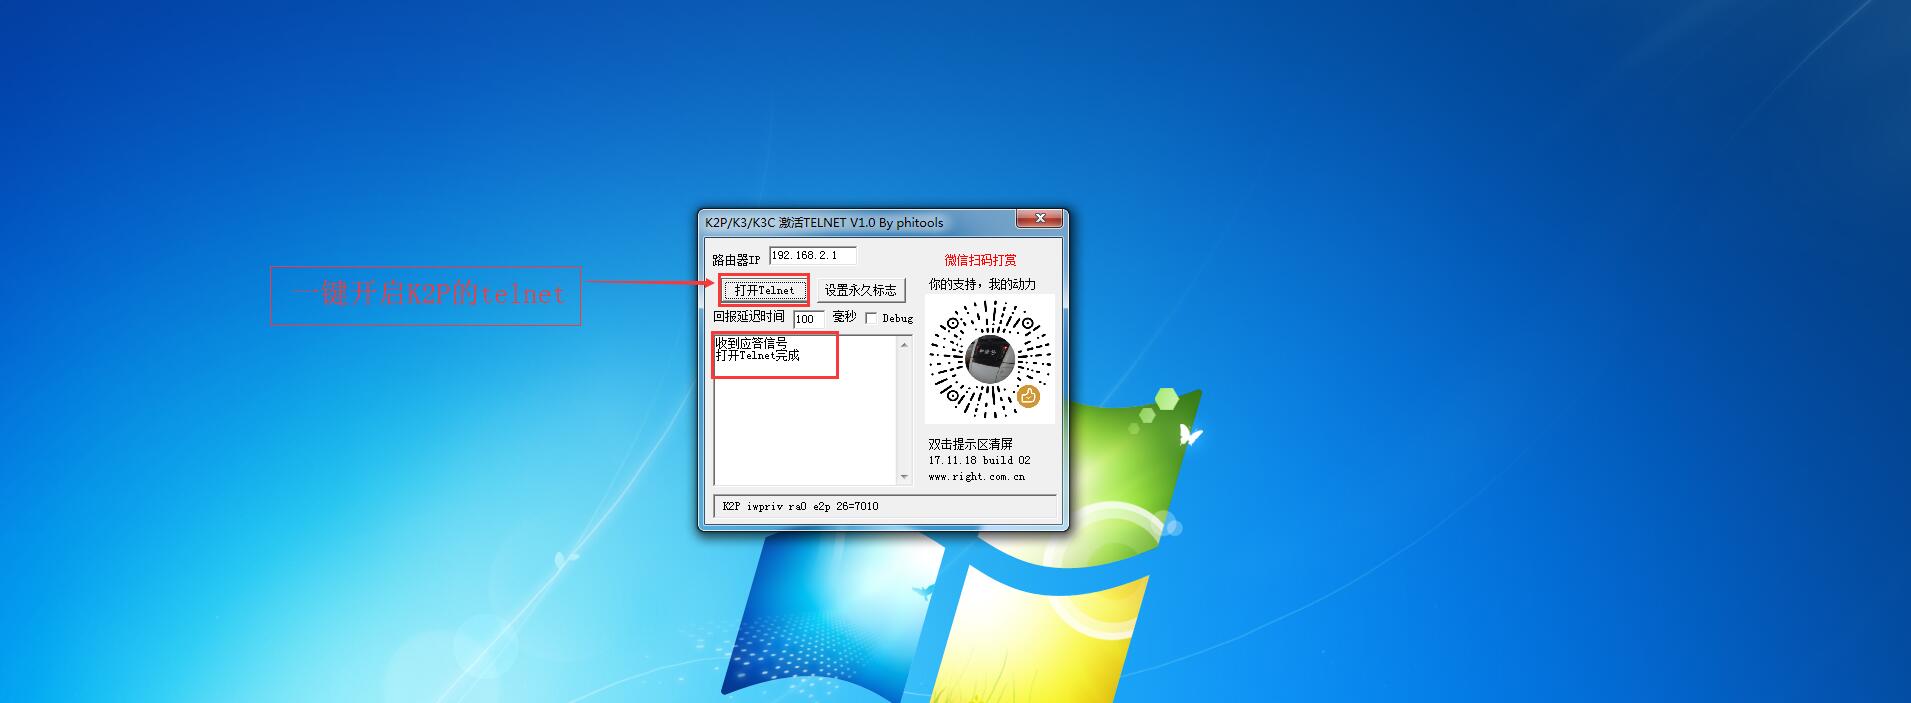 K2P/K3/K3C 激活TELNET V1.0 By phitools
路由器IP 192.168.2.1
微信扫码打赏
一键开启K2P的telnet
打开Telnet 设置永久标志
你的支持，我的动力
回报延迟时间 100 毫秒 Debug
收到应答信号
打开Telnet完成
双击提示区清屏
17.11.18 build 02
www.right.com.cn
K2P iwpriv ra0 e2p 26=7010